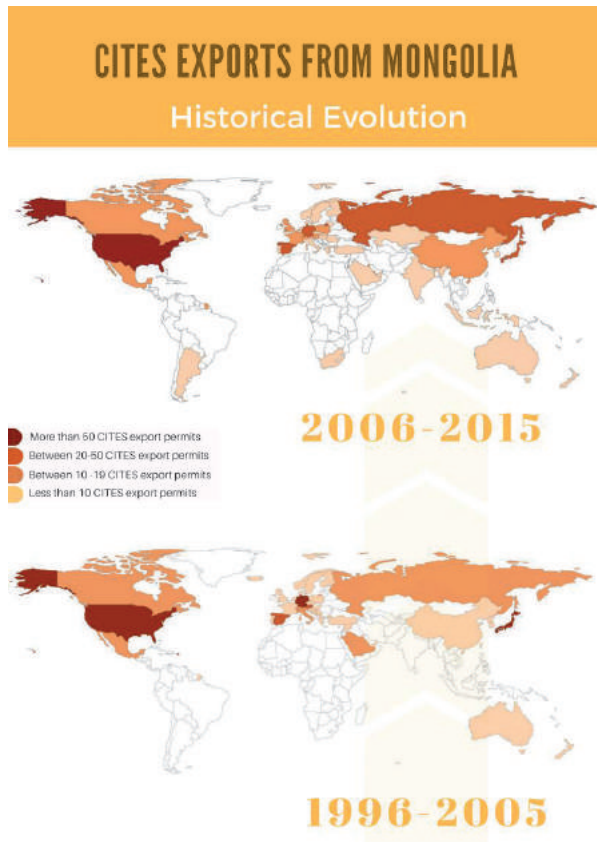 CITES EXPORTS FROM MONGOLIA
Historical Evolution
2006-2015
More than 50 CITES export permits
Between 20-50 CITES export permits
Between 10 -19 CITES export permits
Less than 10 CITES export permits
1996-2005